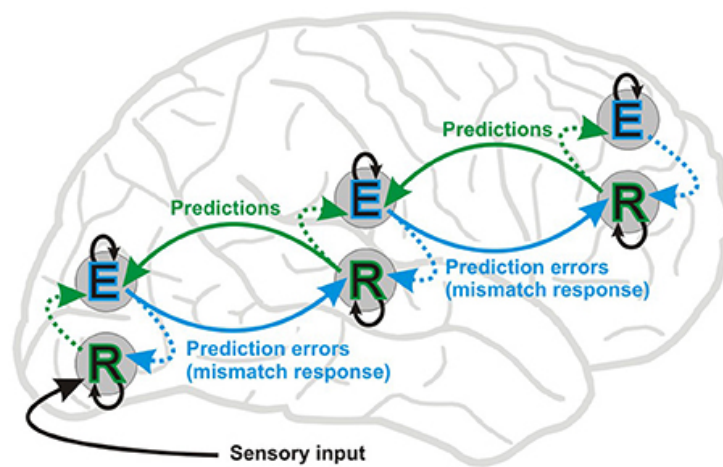 E
Predictions
R
E
Predictions
R
Prediction errors
(mismatch response)
E
R
Prediction errors
(mismatch response)
Sensory input